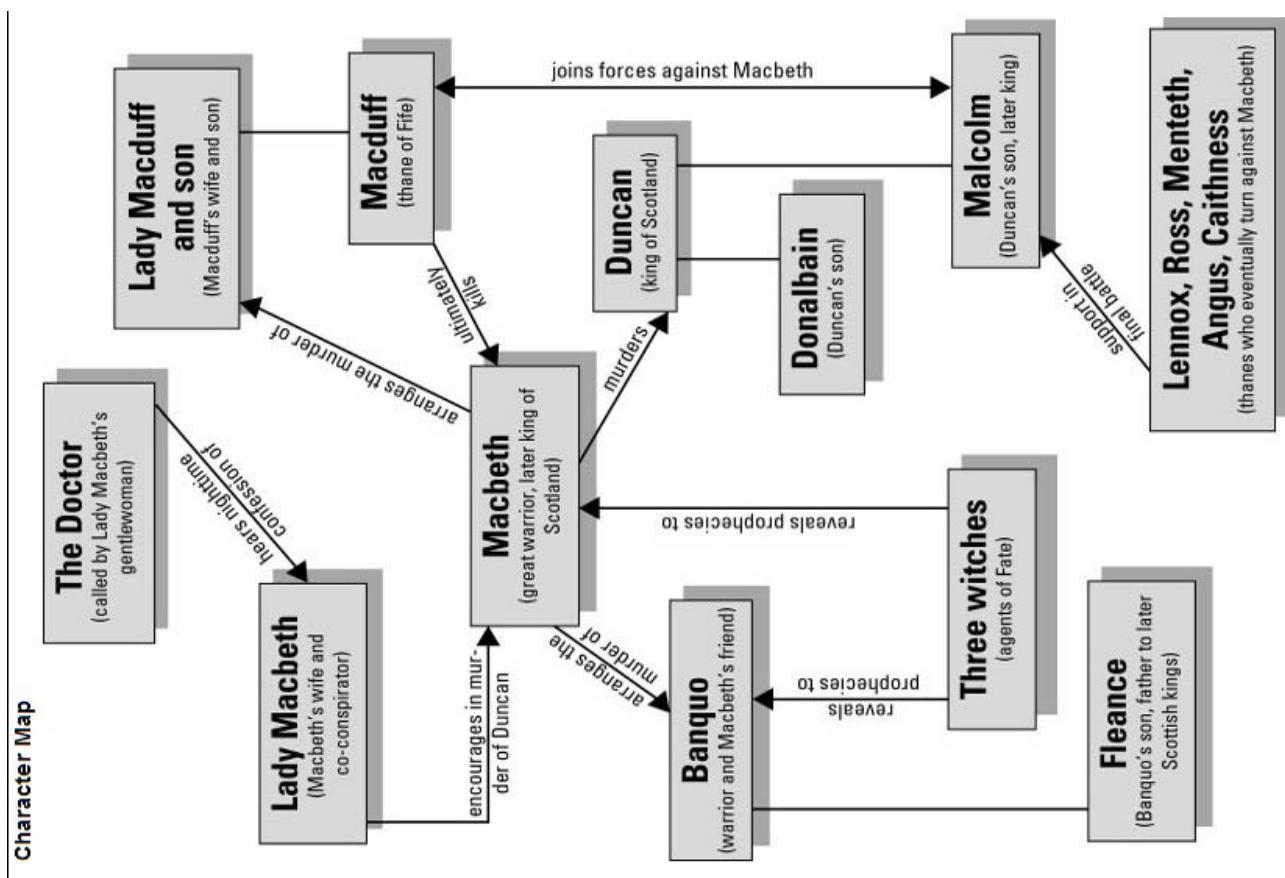 Character Map
The Doctor
(called by Lady Macbeth's
gentlewoman)
hears nighttime
confession of
Lady Macbeth
(Macbeth's wife and
co-conspirator)
encourages in mur-
der of Duncan
Lady Macduff
and son
(Macduff's wife and son)
arranges the murder of
Macduff
(thane of Fife)
ultimately
kills
joins forces against Macbeth
Macbeth
(great warrior, later king of
Scotland)
murders
Duncan
(king of Scotland)
Donalbain
(Duncan's son)
Malcolm
(Duncan's son, later king)
arranges the
murder of
Banquo
(warrior and Macbeth's friend)
reveals
prophecies to
reveals prophecies to
Three witches
(agents of Fate)
Fleance
(Banquo's son, father to later
Scottish kings)
support in
final battle
Lennox, Ross, Menteth,
Angus, Caithness
(thanes who eventually turn against Macbeth)